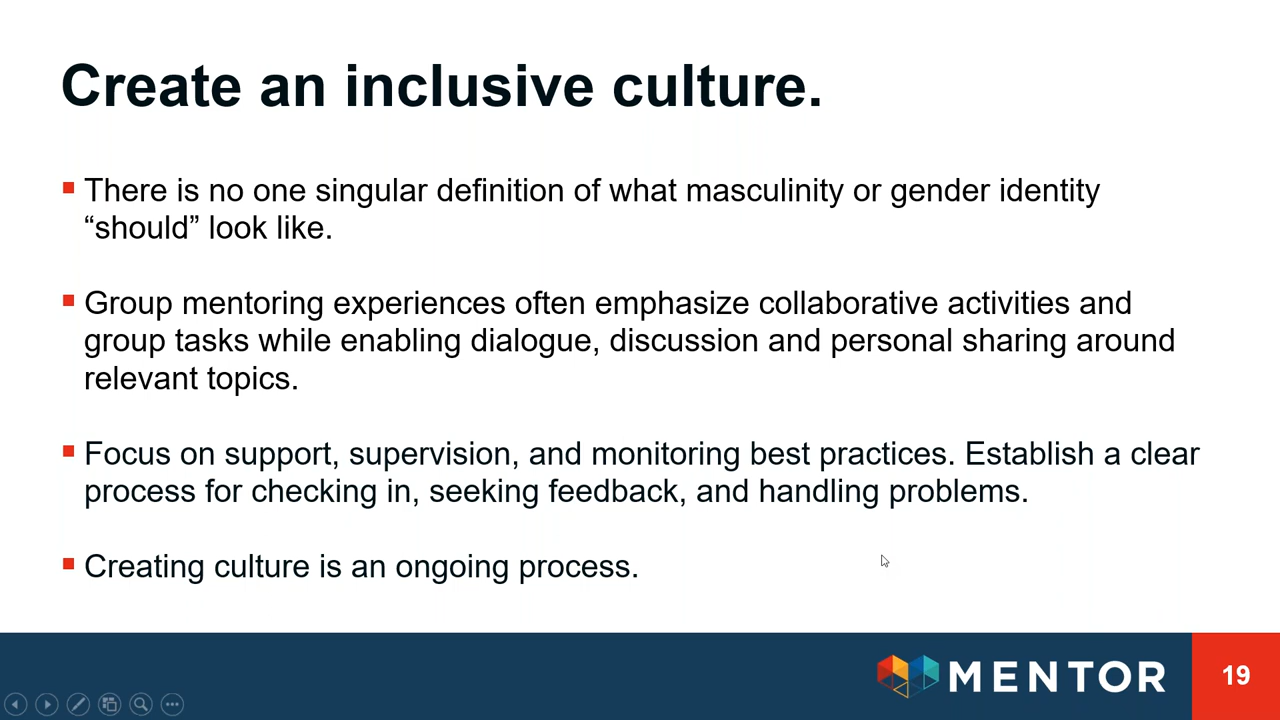 Create an inclusive culture.
There is no one singular definition of what masculinity or gender identity
“should” look like.
Group mentoring experiences often emphasize collaborative activities and
group tasks while enabling dialogue, discussion and personal sharing around
relevant topics.
Focus on support, supervision, and monitoring best practices. Establish a clear
process for checking in, seeking feedback, and handling problems.
Creating culture is an ongoing process.
MENTOR
19